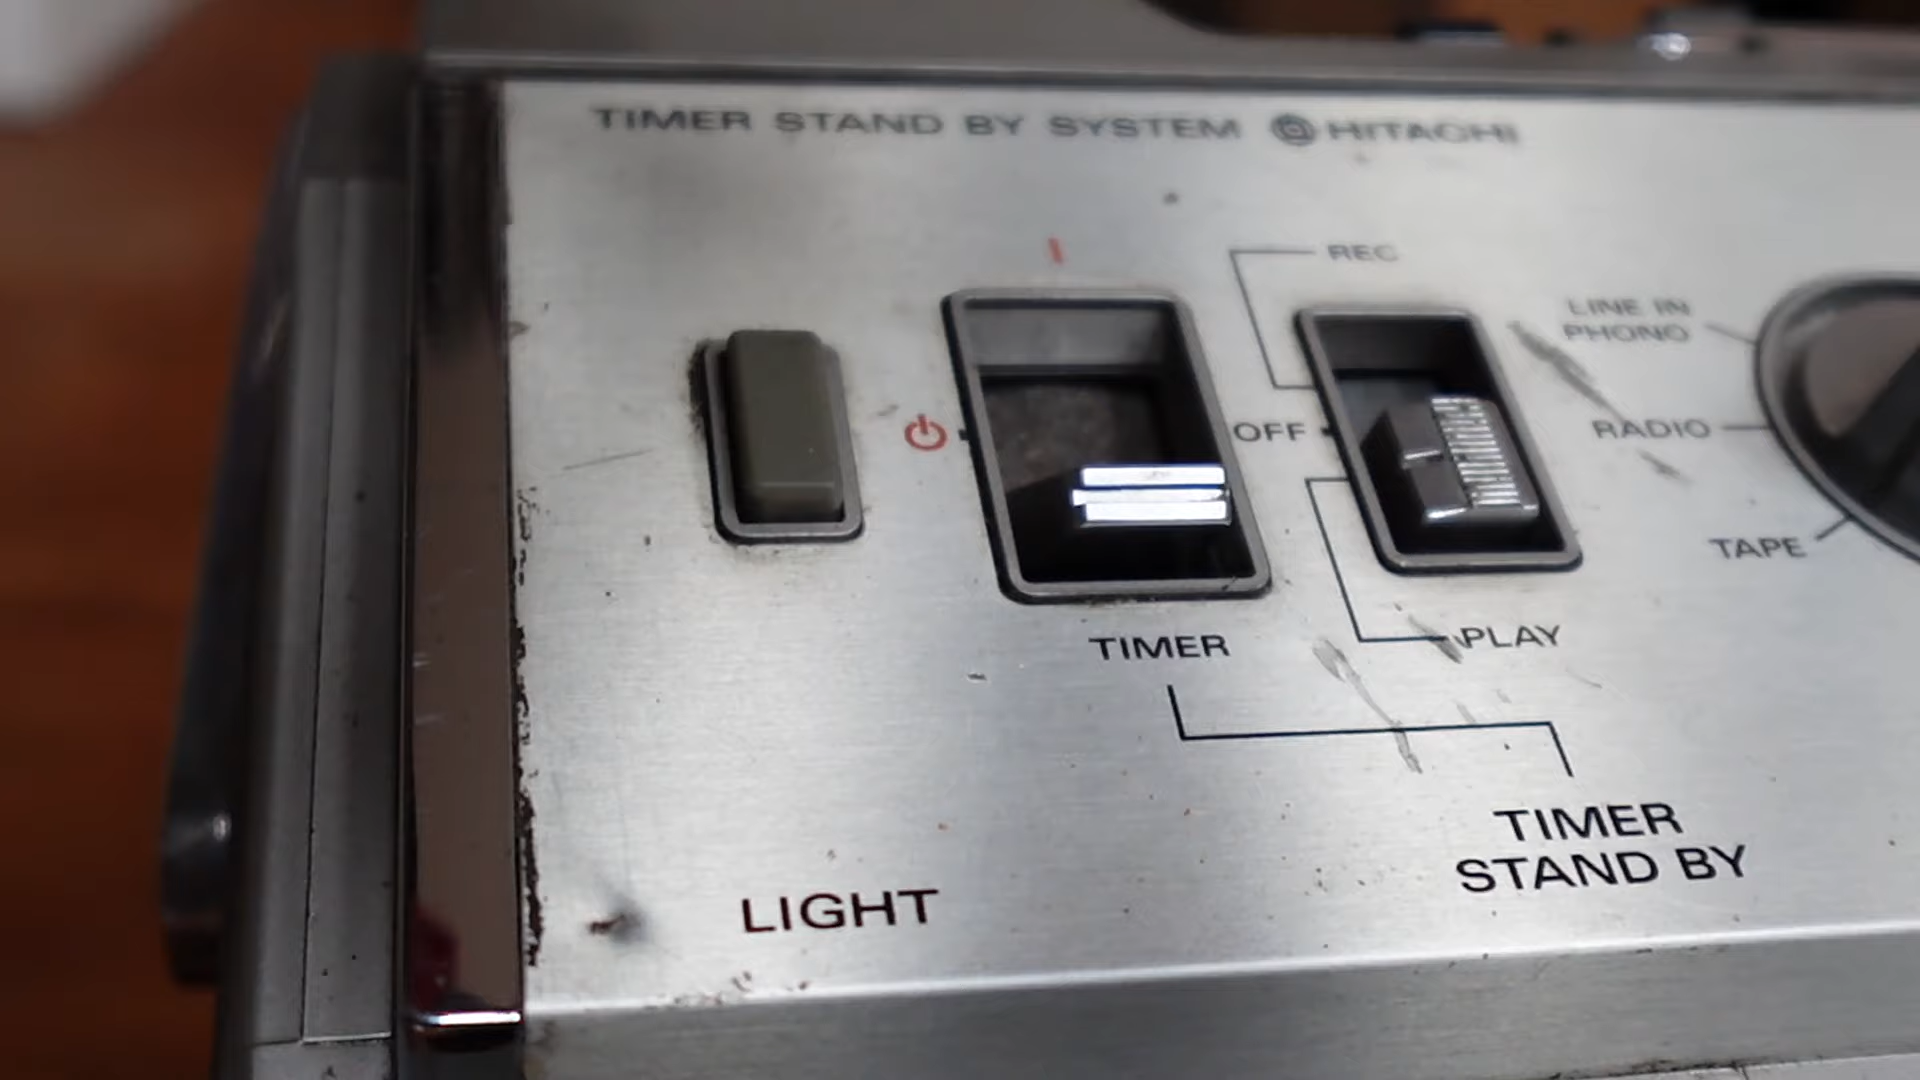 TIMER STAND BY SYSTEM HITACHI
I
REC
LINE IN
PHONO
OFF
RADIO
TAPE
TIMER
PLAY
TIMER
STAND BY
LIGHT